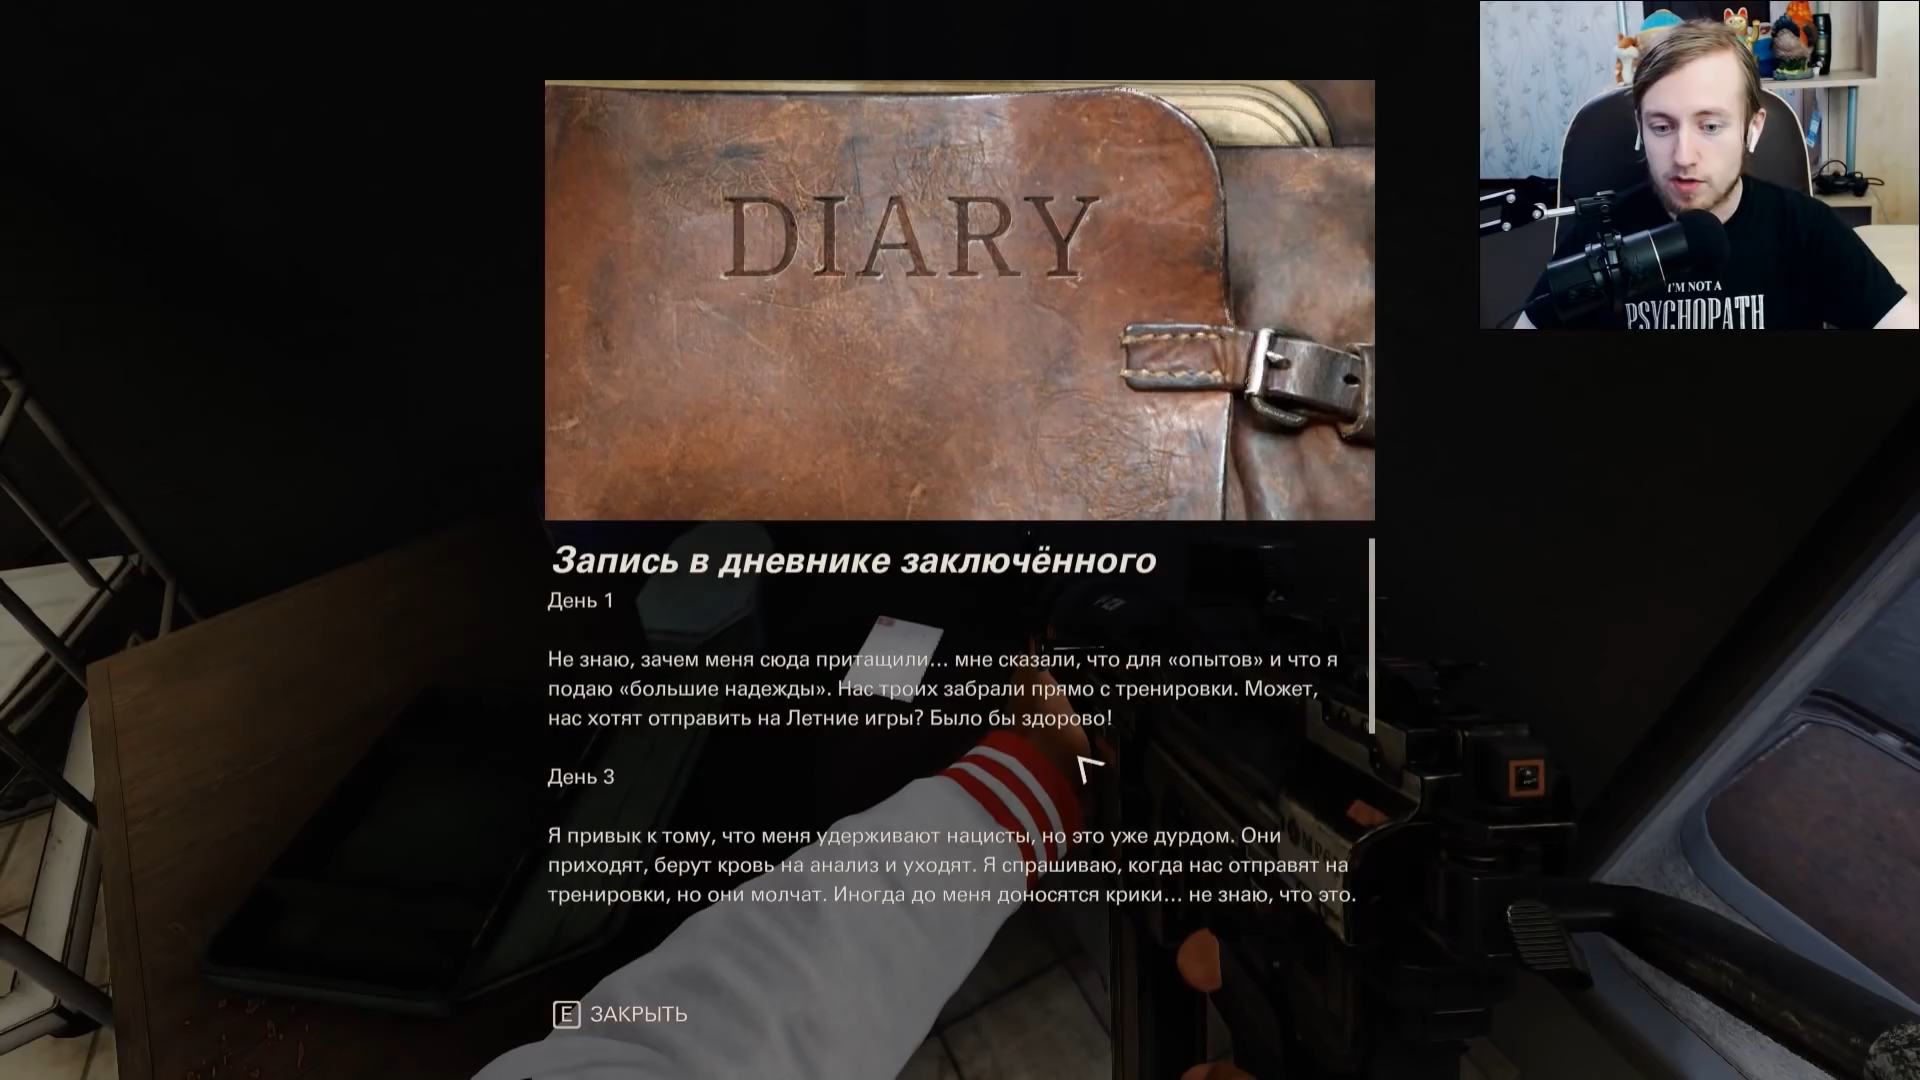 DIARY
I'M NOT A
PSYCHOPATH
Запись в дневнике заключённого
День 1
Не знаю, зачем меня сюда притащили... мне сказали, что для «опытов» и что я
подаю «большие надежды». Нас троих забрали прямо с тренировки. Может,
нас хотят отправить на Летние игры? Было бы здорово!
День 3
Я привык к тому, что меня удерживают нацисты, но это уже дурдом. Они
приходят, берут кровь на анализ и уходят. Я спрашиваю, когда нас отправят на
тренировки, но они молчат. Иногда до меня доносятся крики... не знаю, что это.
E ЗАКРЫТЬ